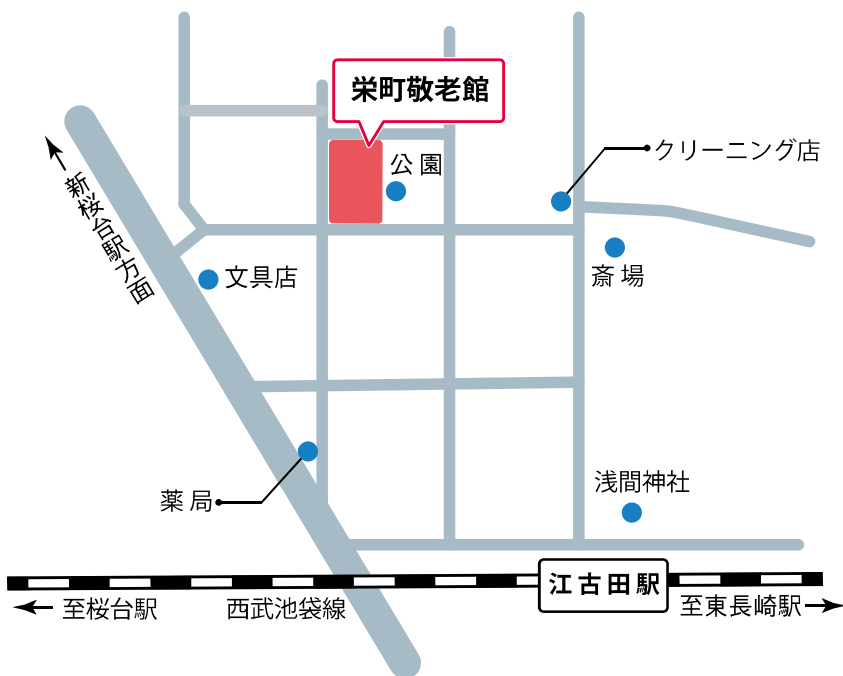 栄町敬老館
公園
クリーニング店
新桜台駅方面
斎場
文具店
浅間神社
薬局
江古田駅
至桜台駅
西武池袋線
至東長崎駅